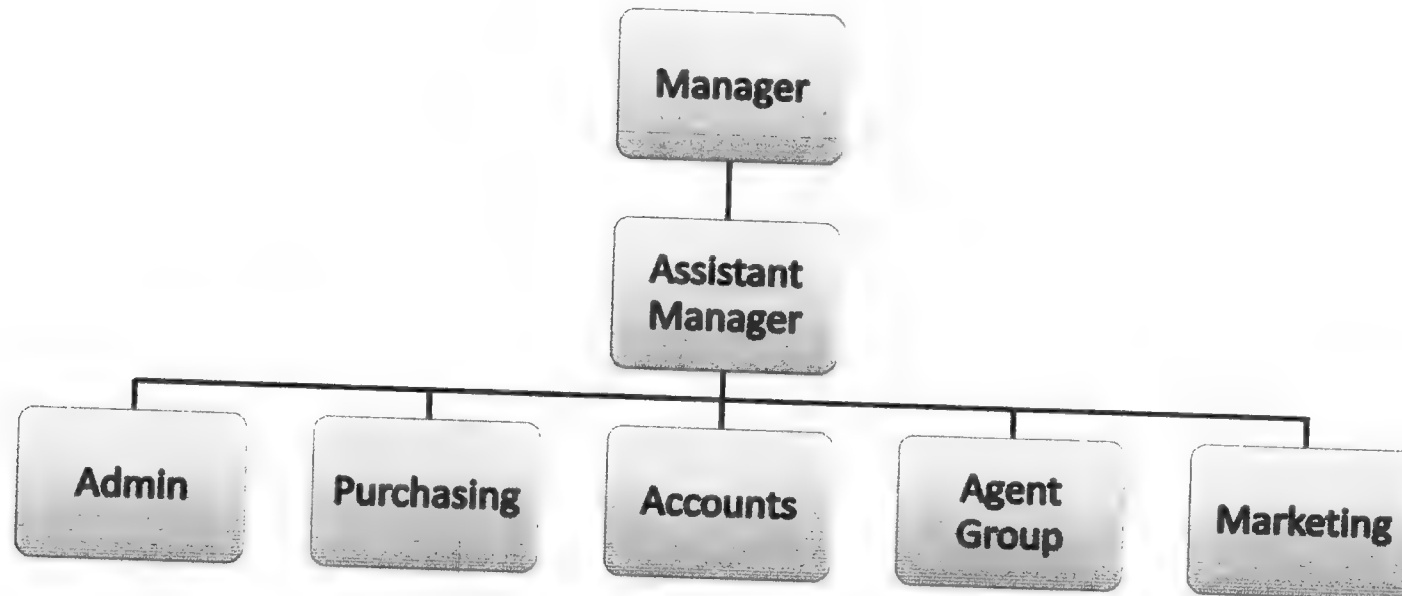 Manager
Assistant
Manager
Admin
Purchasing
Accounts
Agent
Group
Marketing